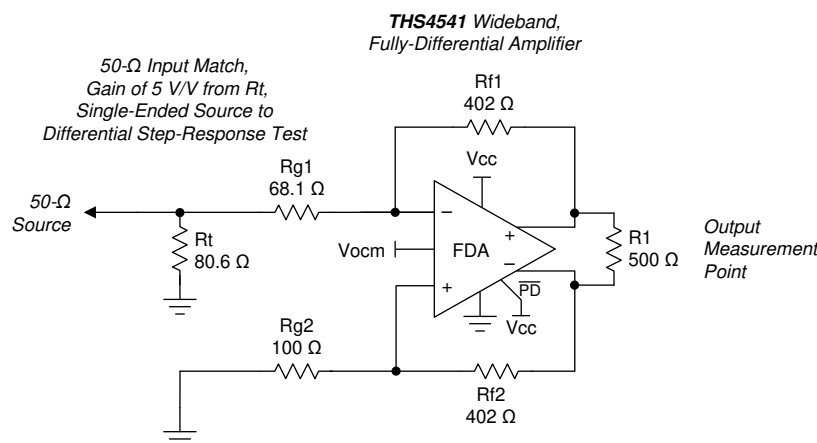 THS4541 Wideband,
Fully-Differential Amplifier
50-Ω Input Match,
Gain of 5 V/V from Rt,
Single-Ended Source to
Differential Step-Response Test
Rf1
402 Ω
Vcc
Rg1
68.1 Ω
50-Ω
Source
Rt
80.6 Ω
−
+
Vocm
FDA
+
−
R1
500 Ω
Output
Measurement
Point
PD
Vcc
Rg2
100 Ω
Rf2
402 Ω